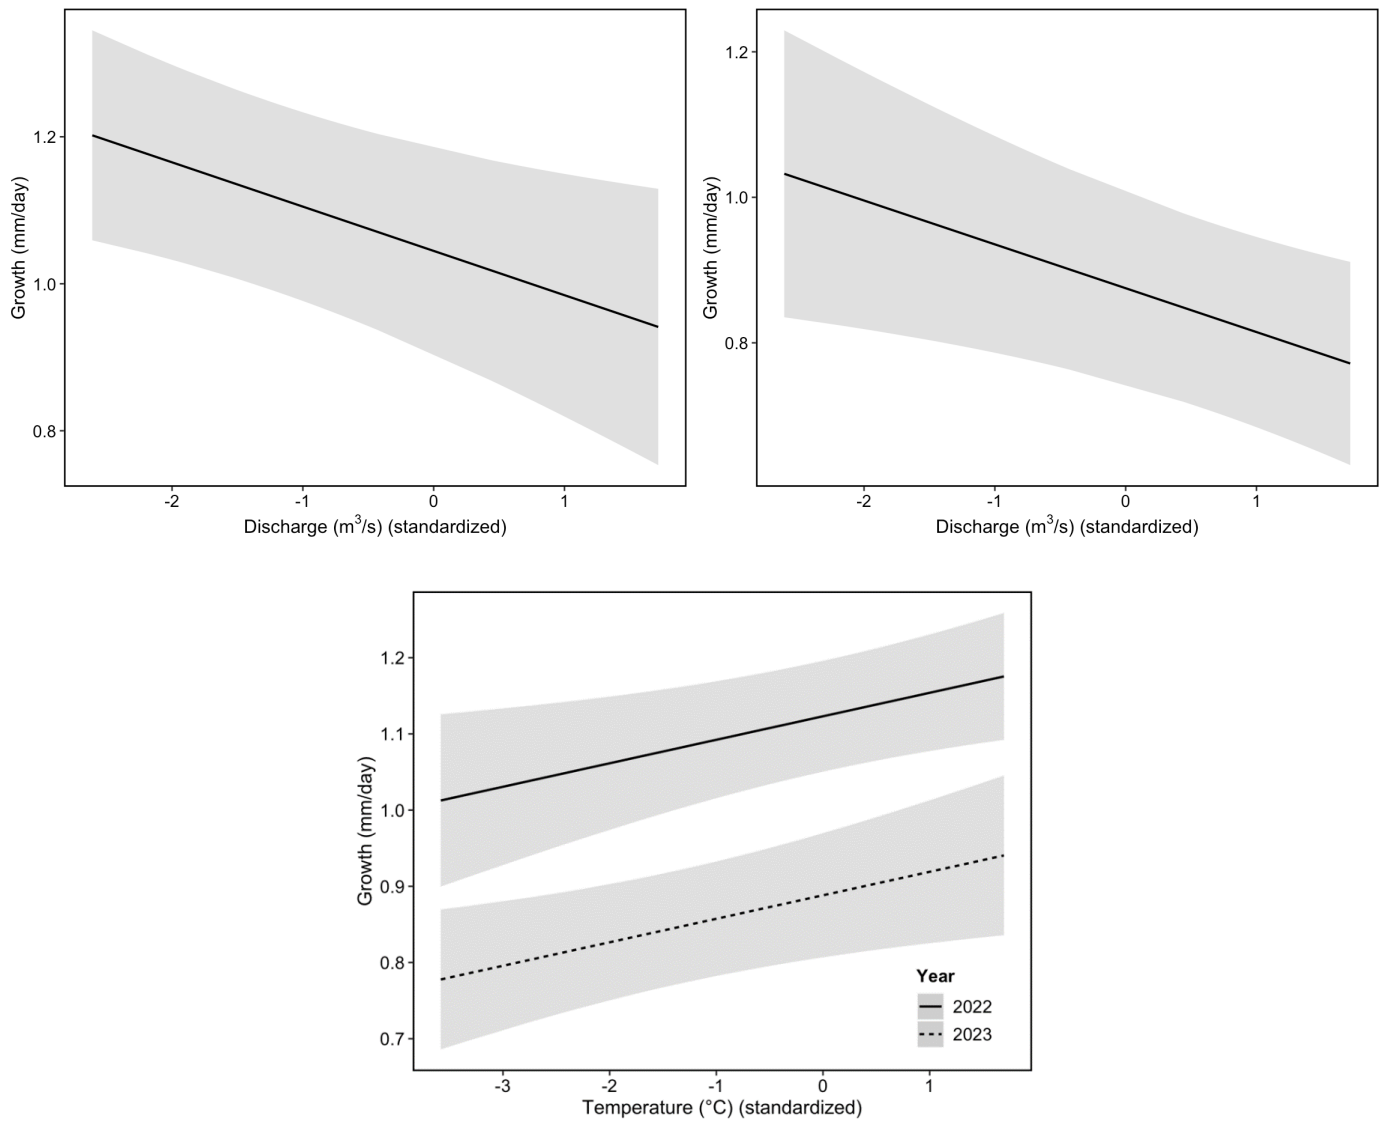 1.2
1.0
0.8
Growth (mm/day)
-2 -1 0 1
Discharge (m³/s) (standardized)
1.2
1.0
0.8
Growth (mm/day)
-2 -1 0 1
Discharge (m³/s) (standardized)
1.2
1.1
1.0
0.9
0.8
0.7
Growth (mm/day)
Year
2022
2023
-3 -2 -1 0 1
Temperature (°C) (standardized)